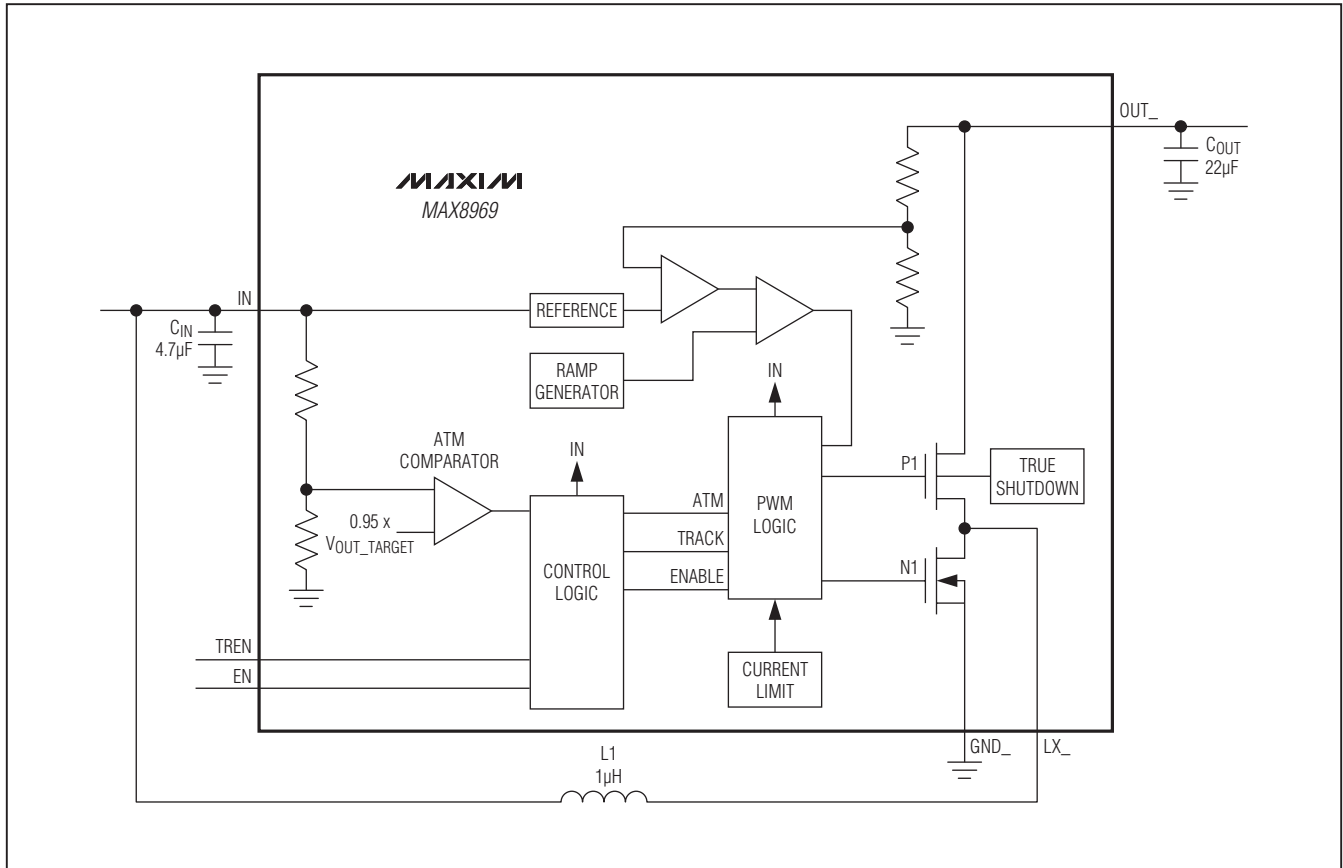 OUT_
COUT
22µF
MAXIM
MAX8969
IN
CIN
4.7µF
REFERENCE
RAMP
GENERATOR
IN
ATM
COMPARATOR
IN
P1
TRUE
SHUTDOWN
ATM
PWM
LOGIC
0.95 x
VOUT_TARGET
TRACK
CONTROL
LOGIC
ENABLE
N1
TREN
EN
CURRENT
LIMIT
GND_
LX_
L1
1µH